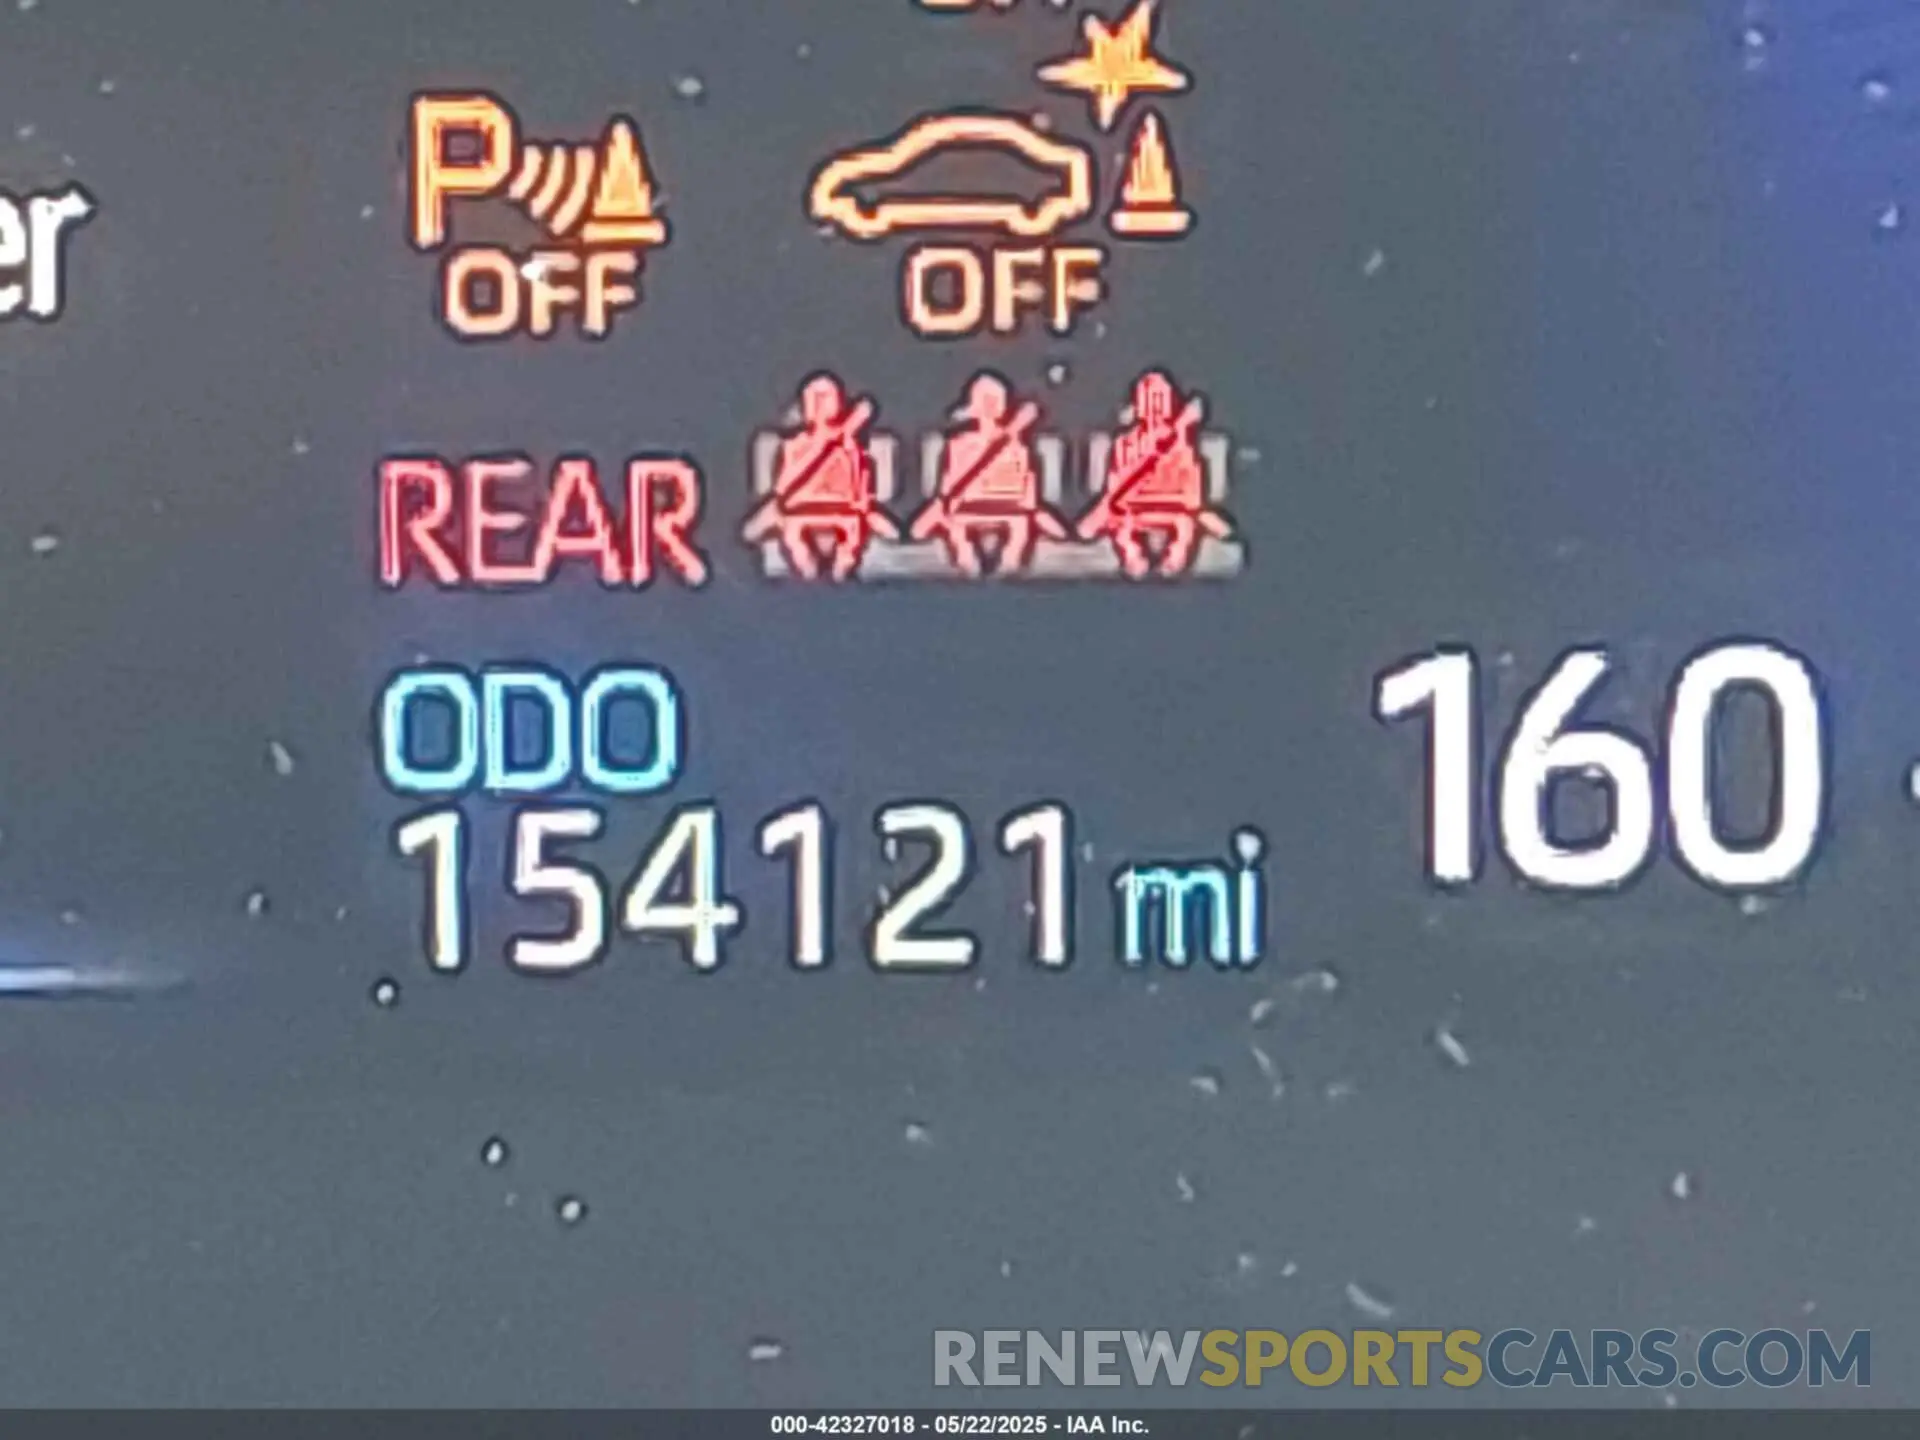 er
P
OFF
OFF
REAR
ODO
154121 mi
160
RENEWSPORTSCARS.COM
000-42327018 - 05/22/2025 - IAA Inc.